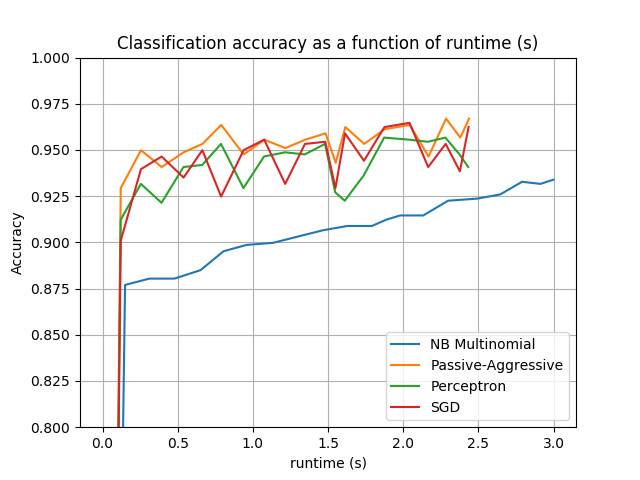 Classification accuracy as a function of runtime (s)
1.000
0.975
0.950
0.925
0.900
0.875
0.850
0.825
0.800
Accuracy
NB Multinomial
Passive-Aggressive
Perceptron
SGD
0.0 0.5 1.0 1.5 2.0 2.5 3.0
runtime (s)